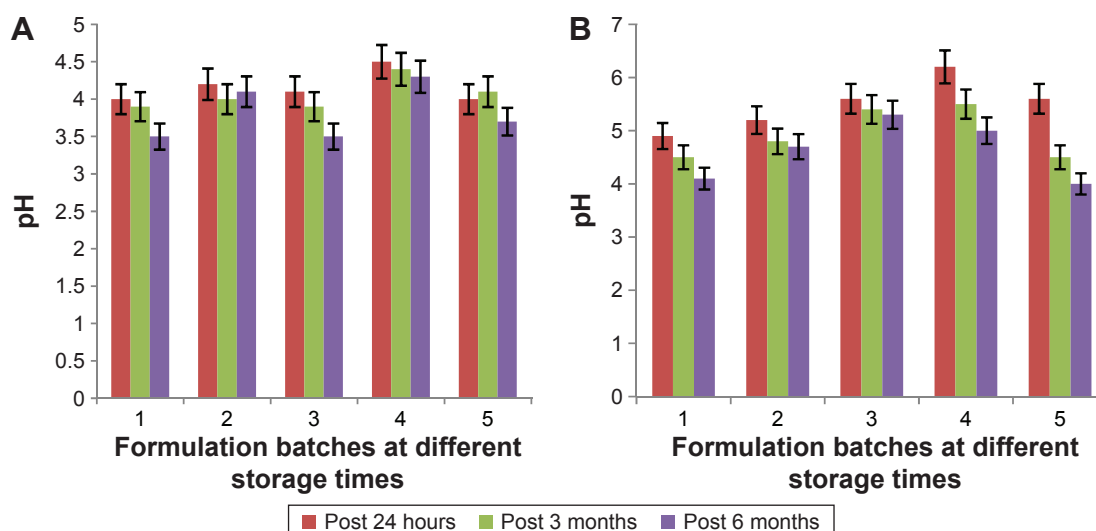 A
5
4.5
4
3.5
3
2.5
2
1.5
1
0.5
0
pH
1 2 3 4 5
Formulation batches at different
storage times
B
7
6
5
4
3
2
1
0
pH
1 2 3 4 5
Formulation batches at different
storage times
Post 24 hours Post 3 months Post 6 months